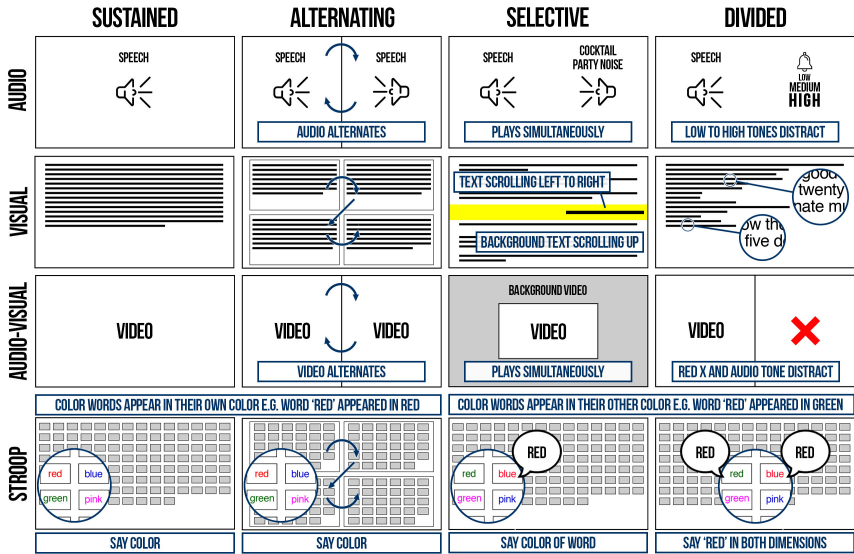 SUSTAINED
ALTERNATING
SELECTIVE
DIVIDED
AUDIO
SPEECH
SPEECH
SPEECH
AUDIO ALTERNATES
SPEECH
COCKTAIL
PARTY NOISE
PLAYS SIMULTANEOUSLY
SPEECH
LOW
MEDIUM
HIGH
LOW TO HIGH TONES DISTRACT
VISUAL
TEXT SCROLLING LEFT TO RIGHT
BACKGROUND TEXT SCROLLING UP
good
twenty
nate m
ow th
five d
AUDIO-VISUAL
VIDEO
VIDEO
VIDEO
VIDEO ALTERNATES
BACKGROUND VIDEO
VIDEO
PLAYS SIMULTANEOUSLY
VIDEO
RED X AND AUDIO TONE DISTRACT
COLOR WORDS APPEAR IN THEIR OWN COLOR E.G. WORD 'RED' APPEARED IN RED
COLOR WORDS APPEAR IN THEIR OTHER COLOR E.G. WORD 'RED' APPEARED IN GREEN
STROOP
red blue
green pink
SAY COLOR
red blue
green pink
SAY COLOR
RED
red blue
green pink
SAY COLOR OF WORD
RED
RED
red blue
green pink
SAY 'RED' IN BOTH DIMENSIONS